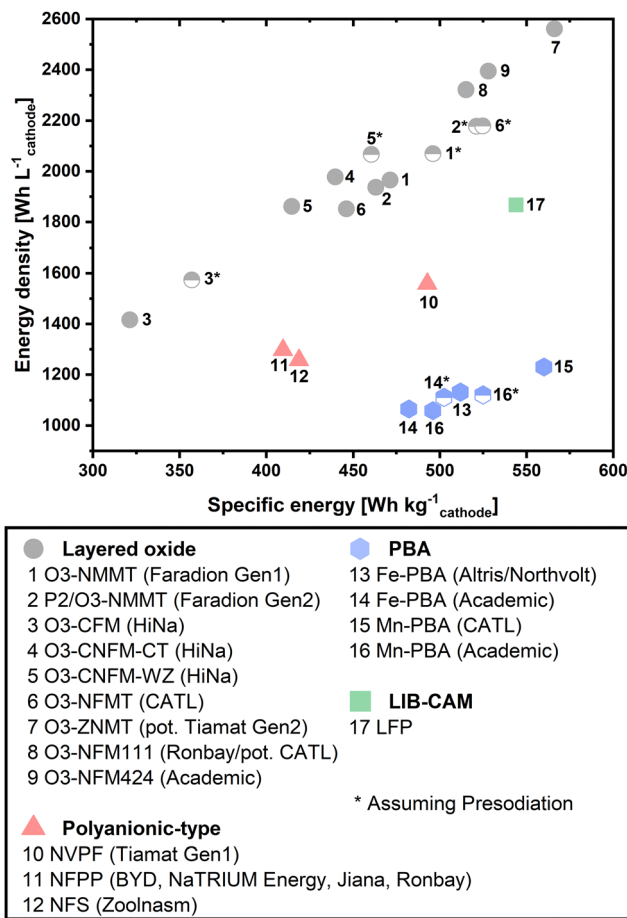 Energy density [Wh L⁻¹cathode]
2600
2400
2200
2000
1800
1600
1400
1200
1000
7
9
8
2*
6*
5*
1*
4
1
2
5
6
17
3*
10
3
11
12
15
14*
16*
13
14
16
300
350
400
450
500
550
600
Specific energy [Wh kg⁻¹cathode]
Layered oxide
1 O3-NMMT (Faradion Gen1)
2 P2/O3-NMMT (Faradion Gen2)
3 O3-CFM (HiNa)
4 O3-CNFM-CT (HiNa)
5 O3-CNFM-WZ (HiNa)
6 O3-NFMT (CATL)
7 O3-ZNMT (pot. Tiamat Gen2)
8 O3-NFM111 (Ronbay/pot. CATL)
9 O3-NFM424 (Academic)
Polyanionic-type
10 NVPF (Tiamat Gen1)
11 NFPP (BYD, NaTRIUM Energy, Jiana, Ronbay)
12 NFS (Zoolnasm)
PBA
13 Fe-PBA (Altris/Northvolt)
14 Fe-PBA (Academic)
15 Mn-PBA (CATL)
16 Mn-PBA (Academic)
LIB-CAM
17 LFP
* Assuming Presodiation